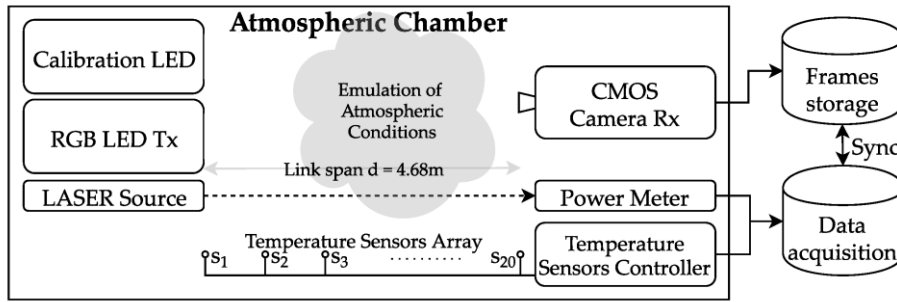 Atmospheric Chamber
Calibration LED
Emulation of
Atmospheric
Conditions
CMOS
Camera Rx
Frames
storage
RGB LED Tx
Link span d = 4.68m
Sync
LASER Source
Power Meter
Data
acquisition
Temperature Sensors Array
s1 s2 s3 .......... s20
Temperature
Sensors Controller